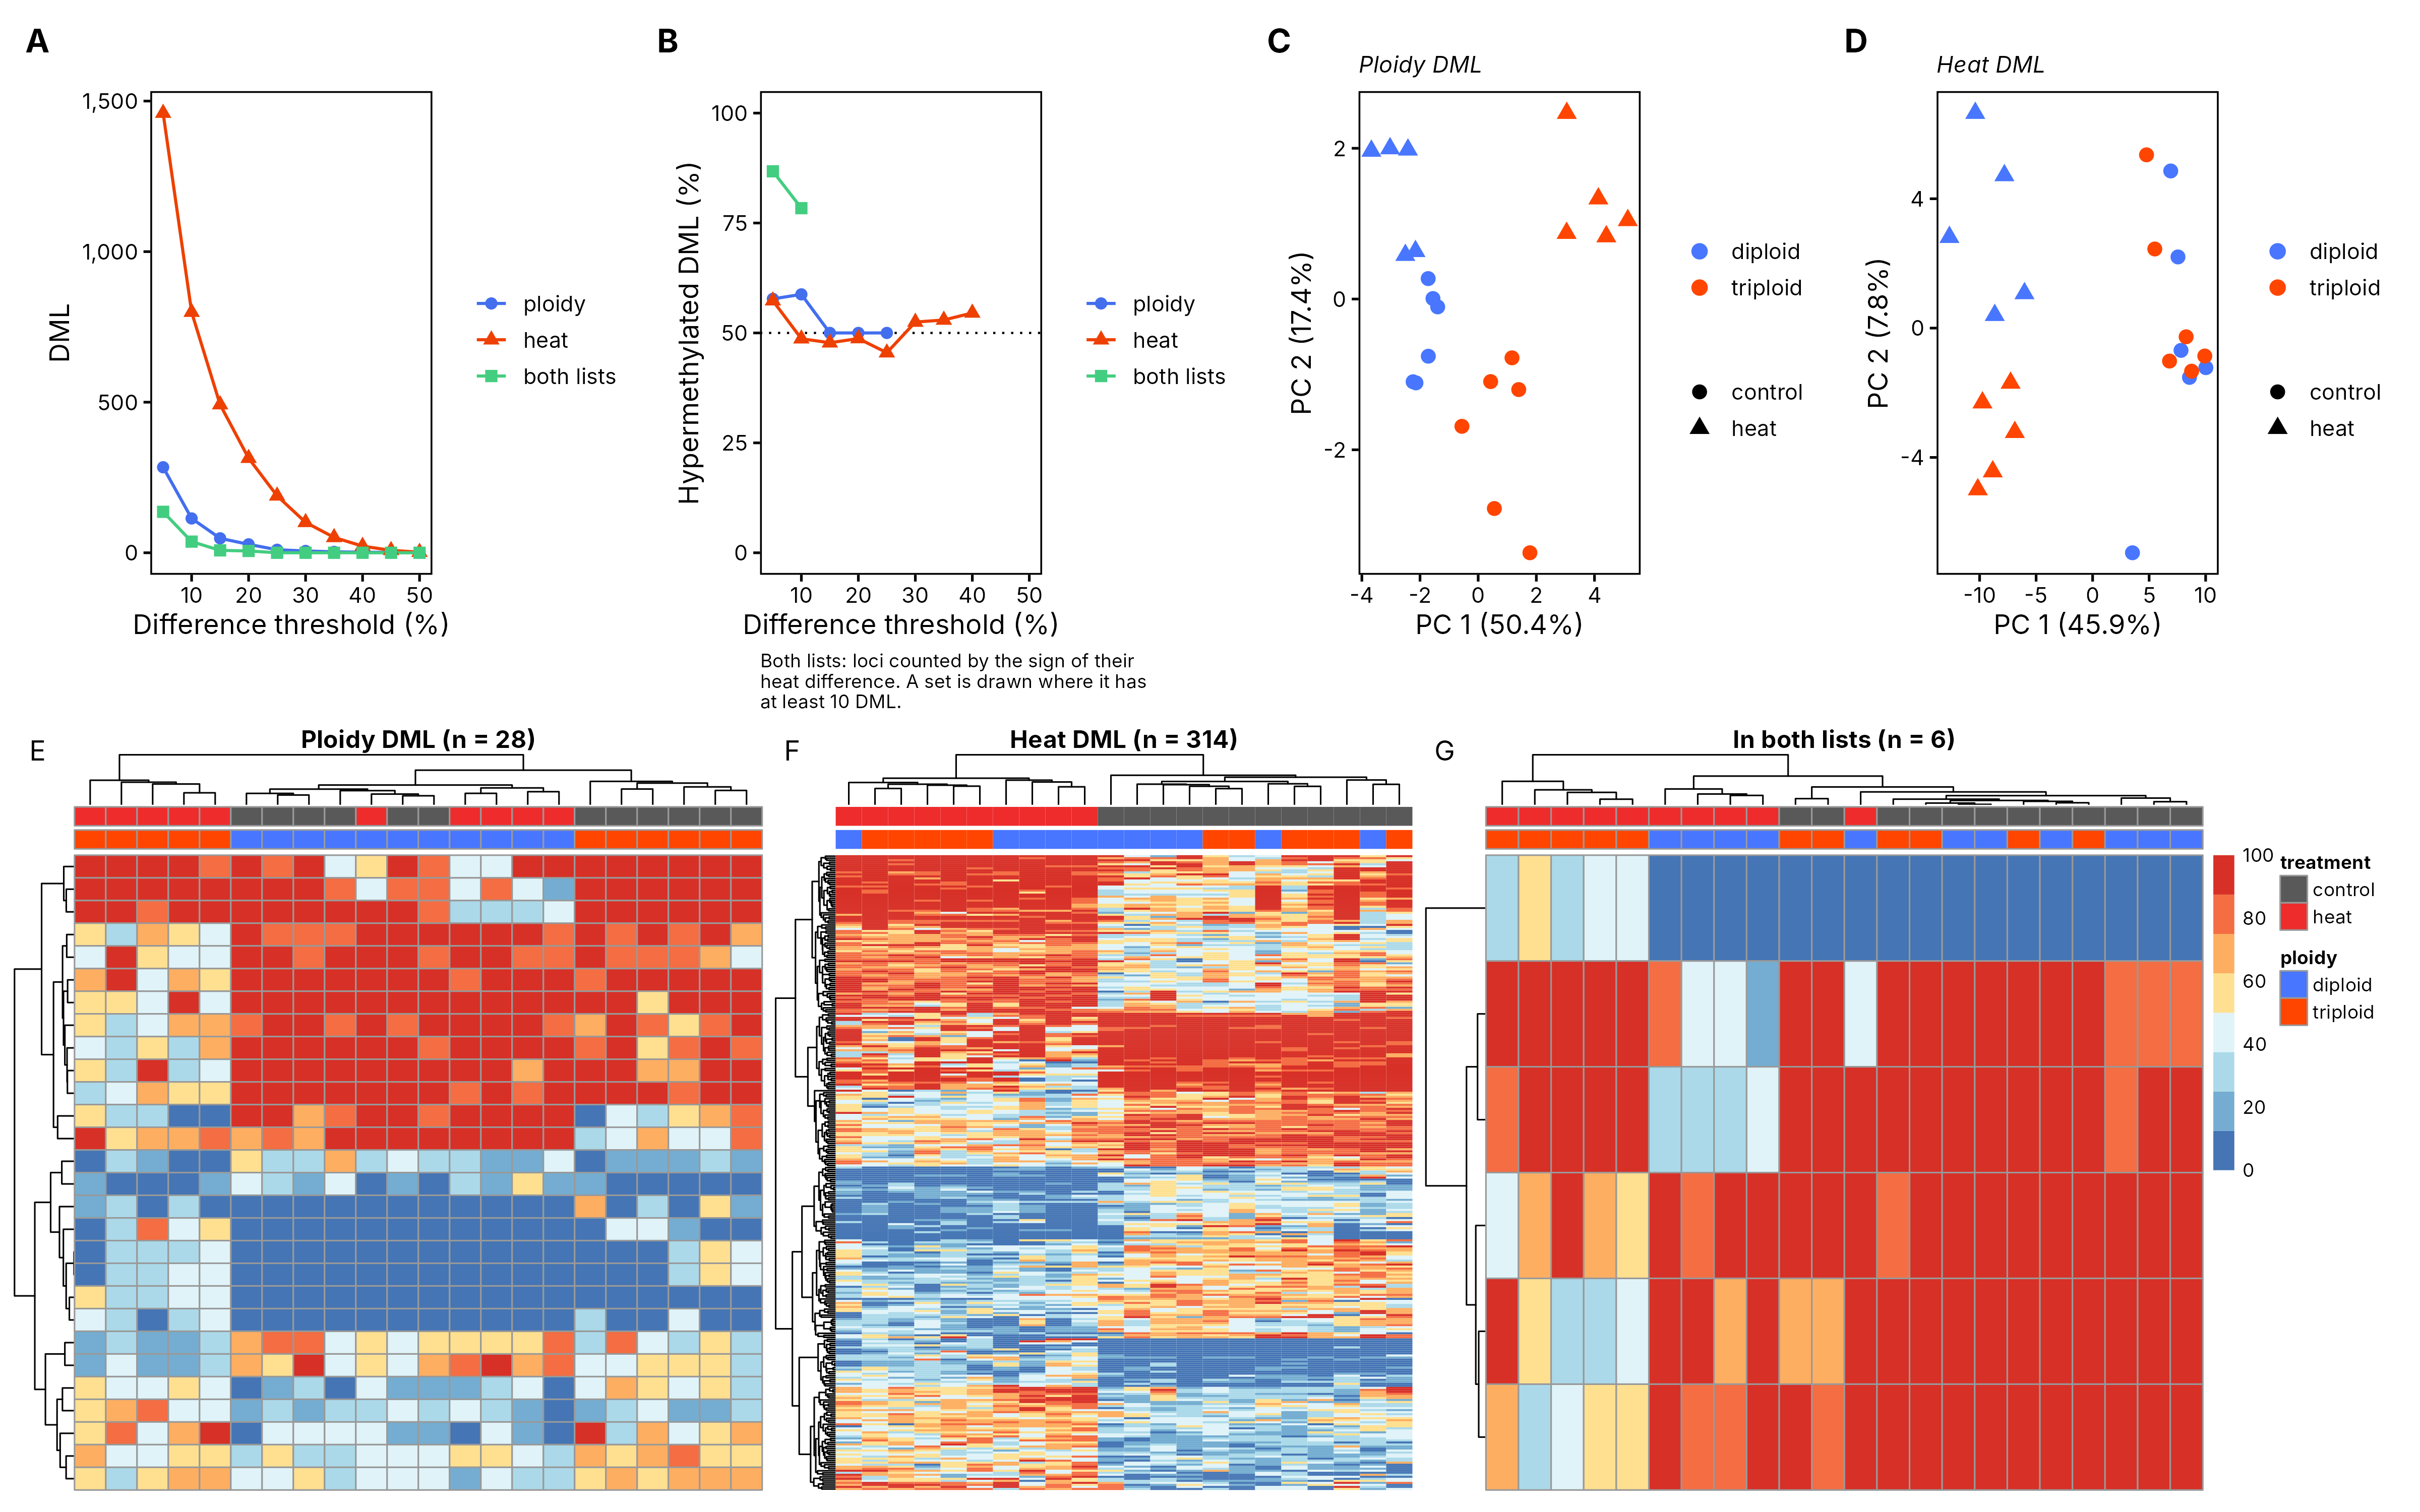 A
1,500
1,000
500
0
DML
10 20 30 40 50
Difference threshold (%)
ploidy
heat
both lists
B
100
75
50
25
0
Hypermethylated DML (%)
10 20 30 40 50
Difference threshold (%)
Both lists: loci counted by the sign of their
heat difference. A set is drawn where it has
at least 10 DML.
ploidy
heat
both lists
C
Ploidy DML
2
0
-2
PC 2 (17.4%)
-4 -2 0 2 4
PC 1 (50.4%)
diploid
triploid
control
heat
D
Heat DML
4
0
-4
PC 2 (7.8%)
-10 -5 0 5 10
PC 1 (45.9%)
diploid
triploid
control
heat
E
Ploidy DML (n = 28)
F
Heat DML (n = 314)
G
In both lists (n = 6)
100
80
60
40
20
0
treatment
control
heat
ploidy
diploid
triploid